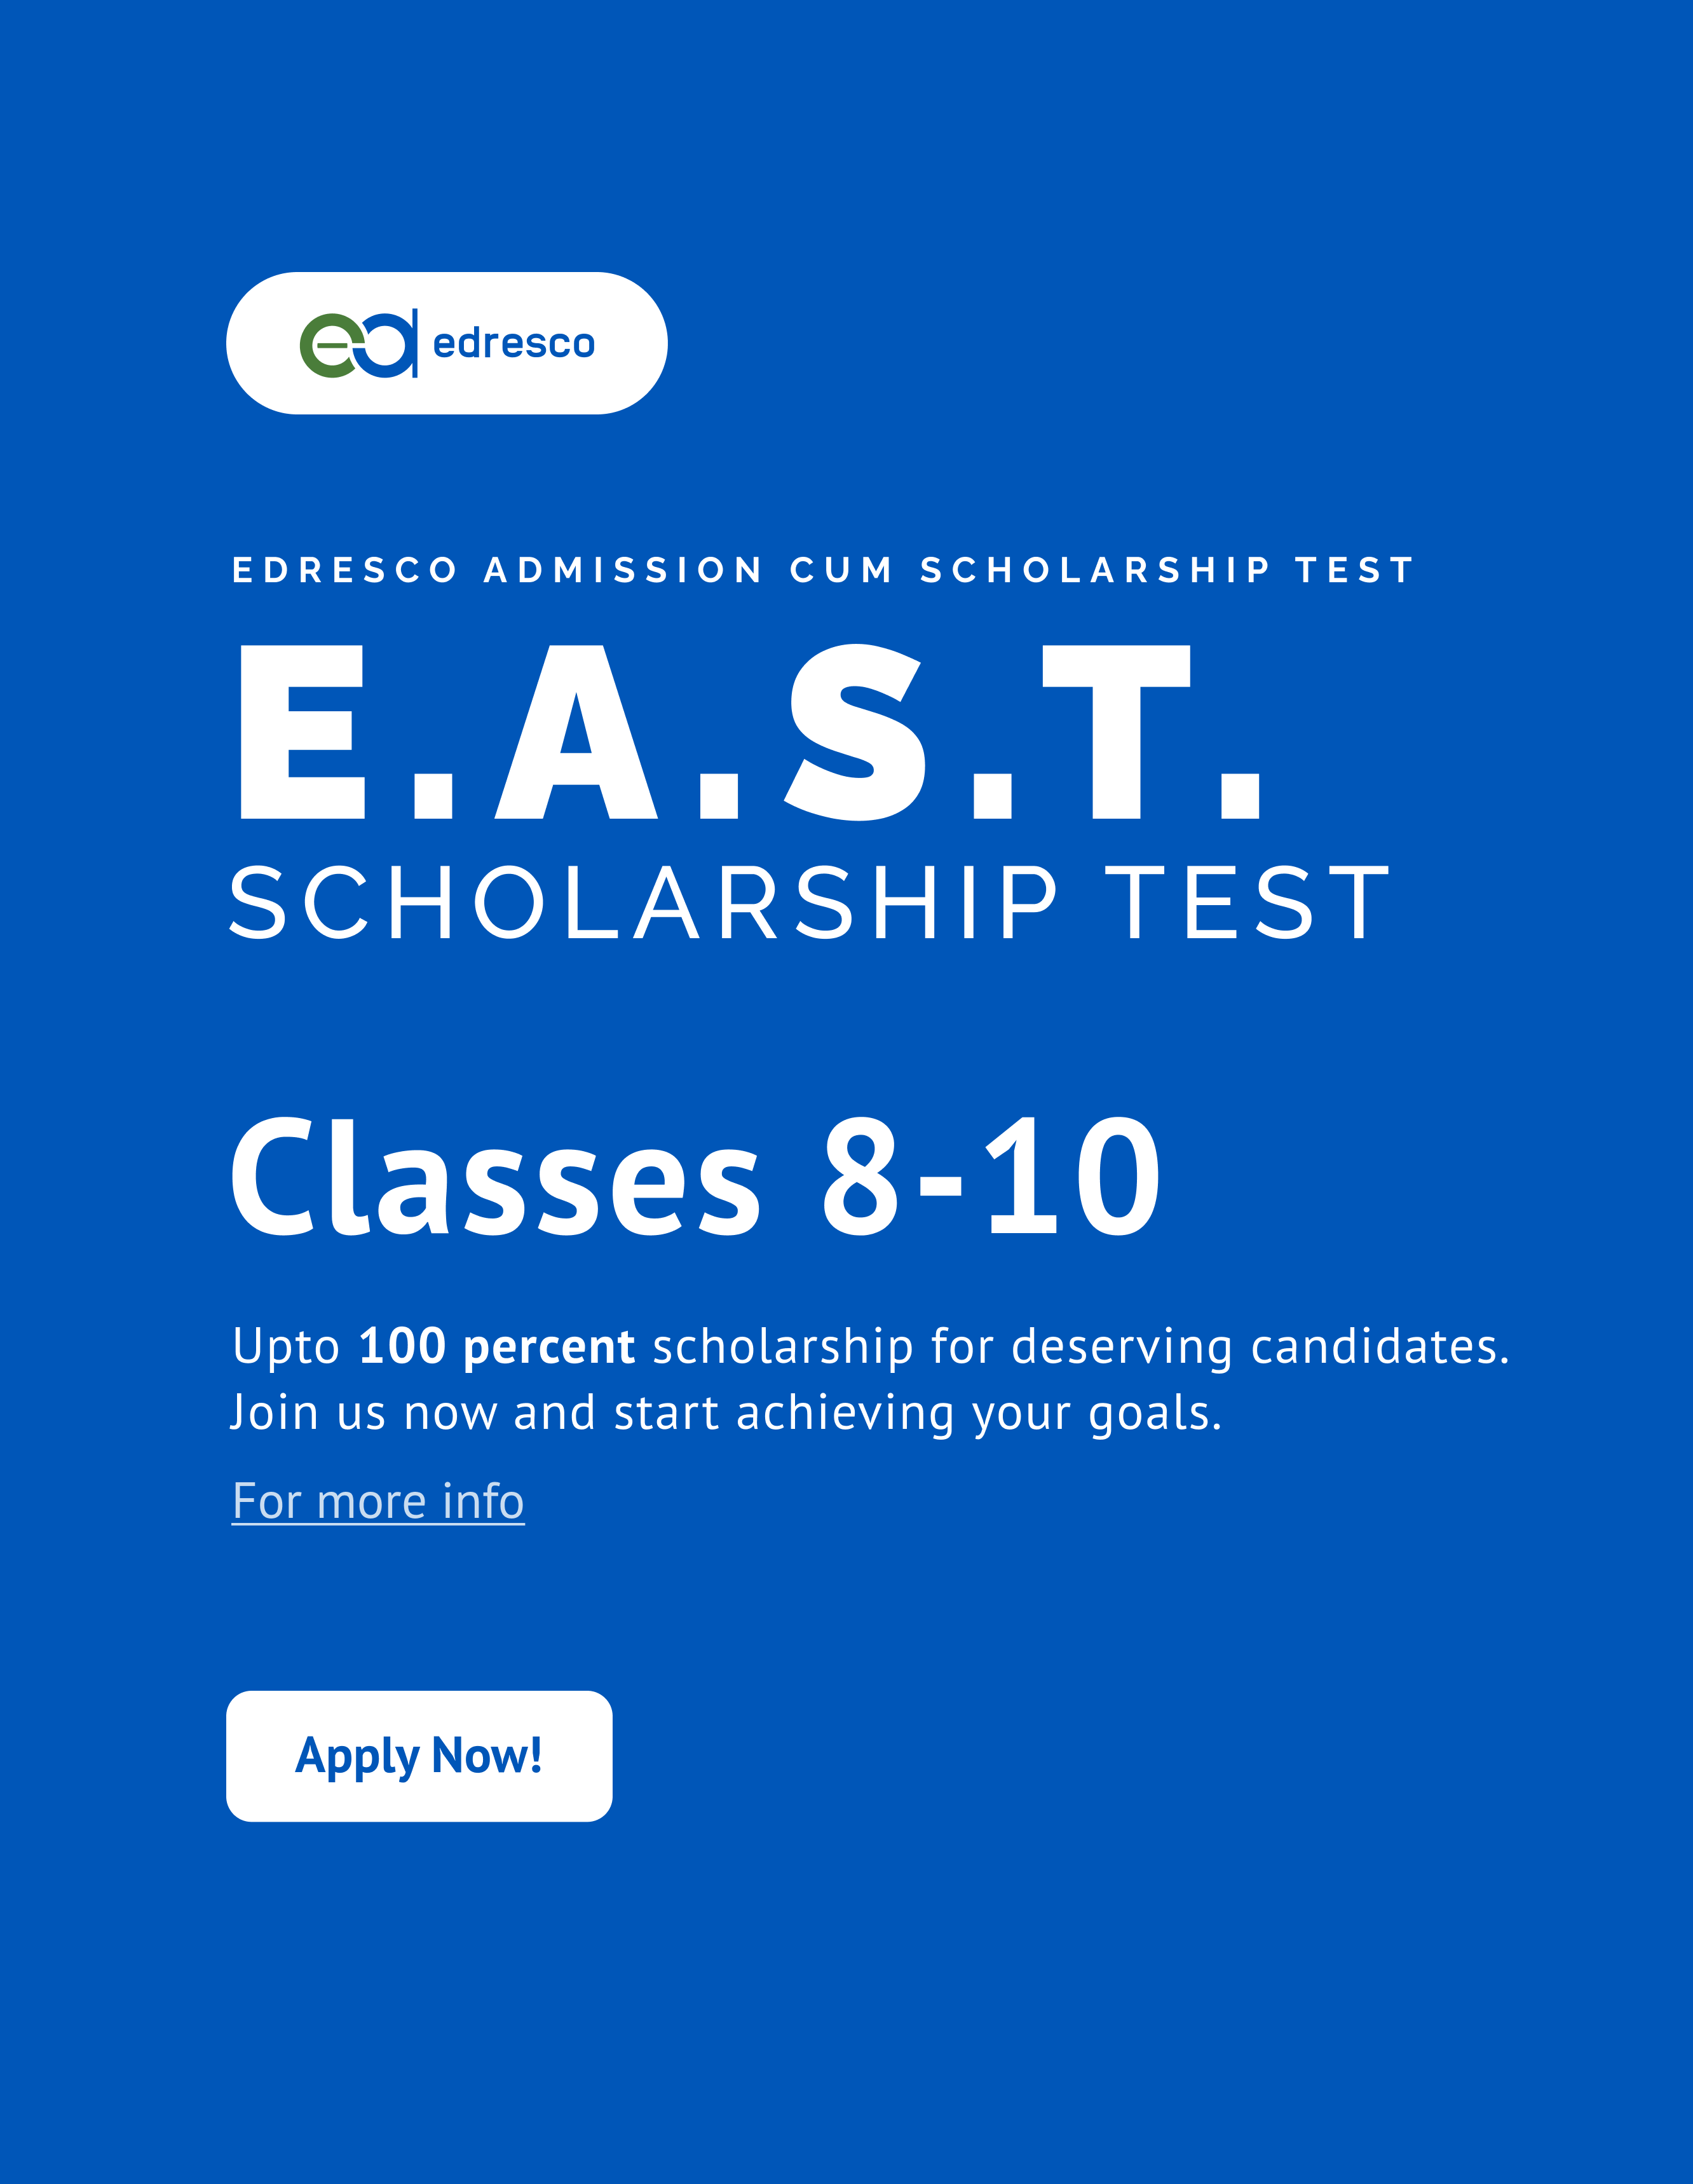 ed edresco
EDRESCO ADMISSION CUM SCHOLARSHIP TEST
E.A.S.T.
SCHOLARSHIP TEST
Classes 8-10
Upto 100 percent scholarship for deserving candidates.
Join us now and start achieving your goals.
For more info
Apply Now!